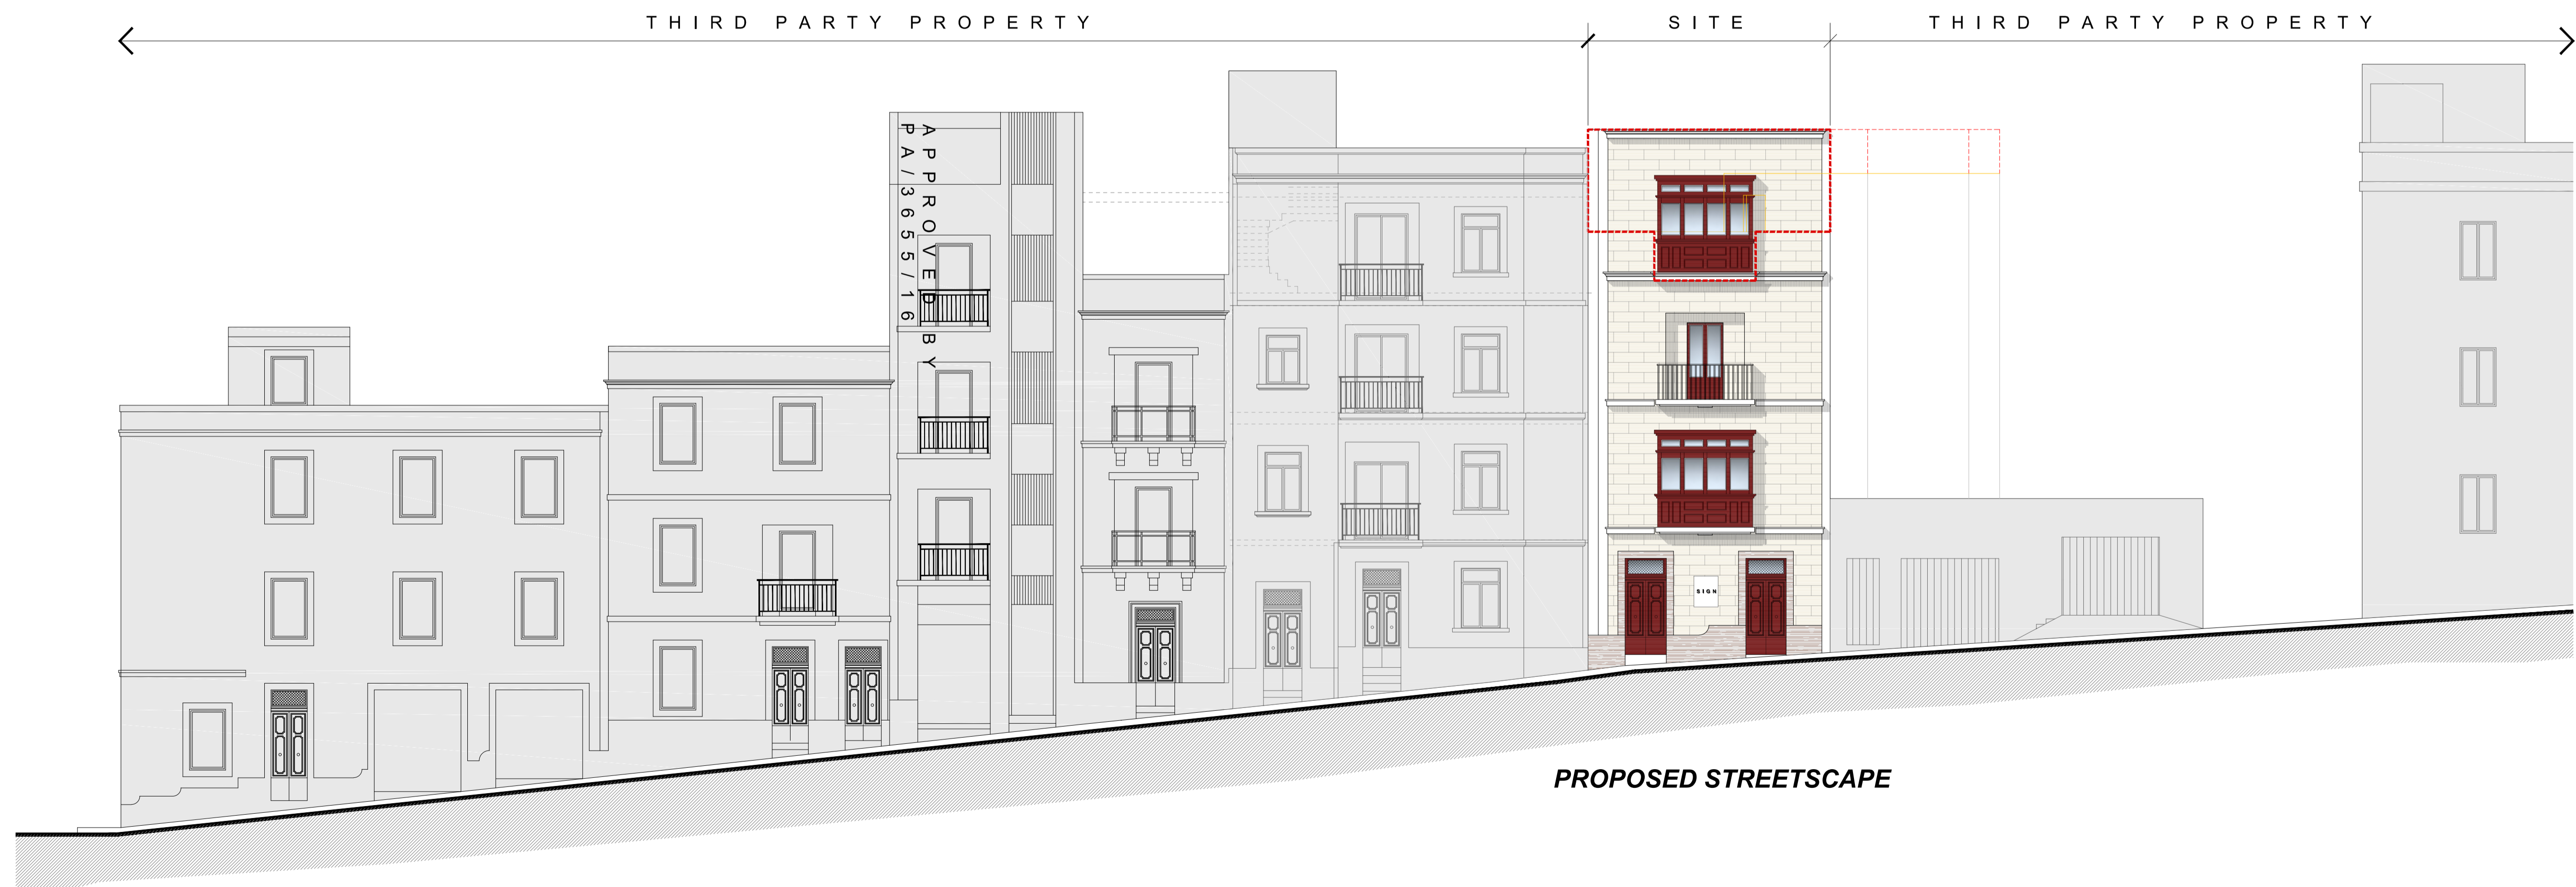 THIRD PARTY PROPERTY
SITE
THIRD PARTY PROPERTY
APPROVED BY
PA/3655/16
SIGN
PROPOSED STREETSCAPE